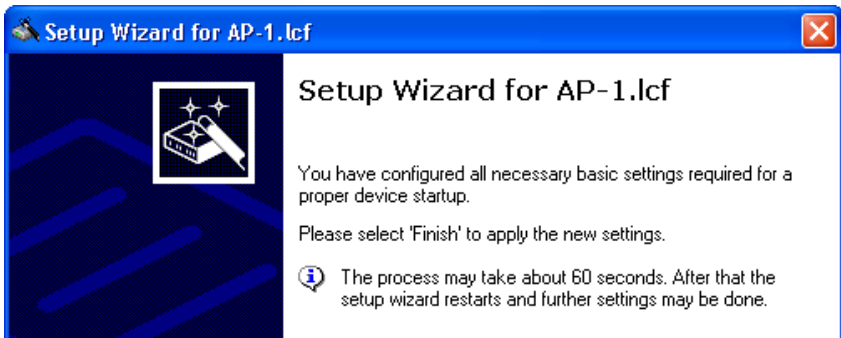 Setup Wizard for AP-1.lcf
Setup Wizard for AP-1.lcf
You have configured all necessary basic settings required for a
proper device startup.
Please select 'Finish' to apply the new settings.
The process may take about 60 seconds. After that the
setup wizard restarts and further settings may be done.